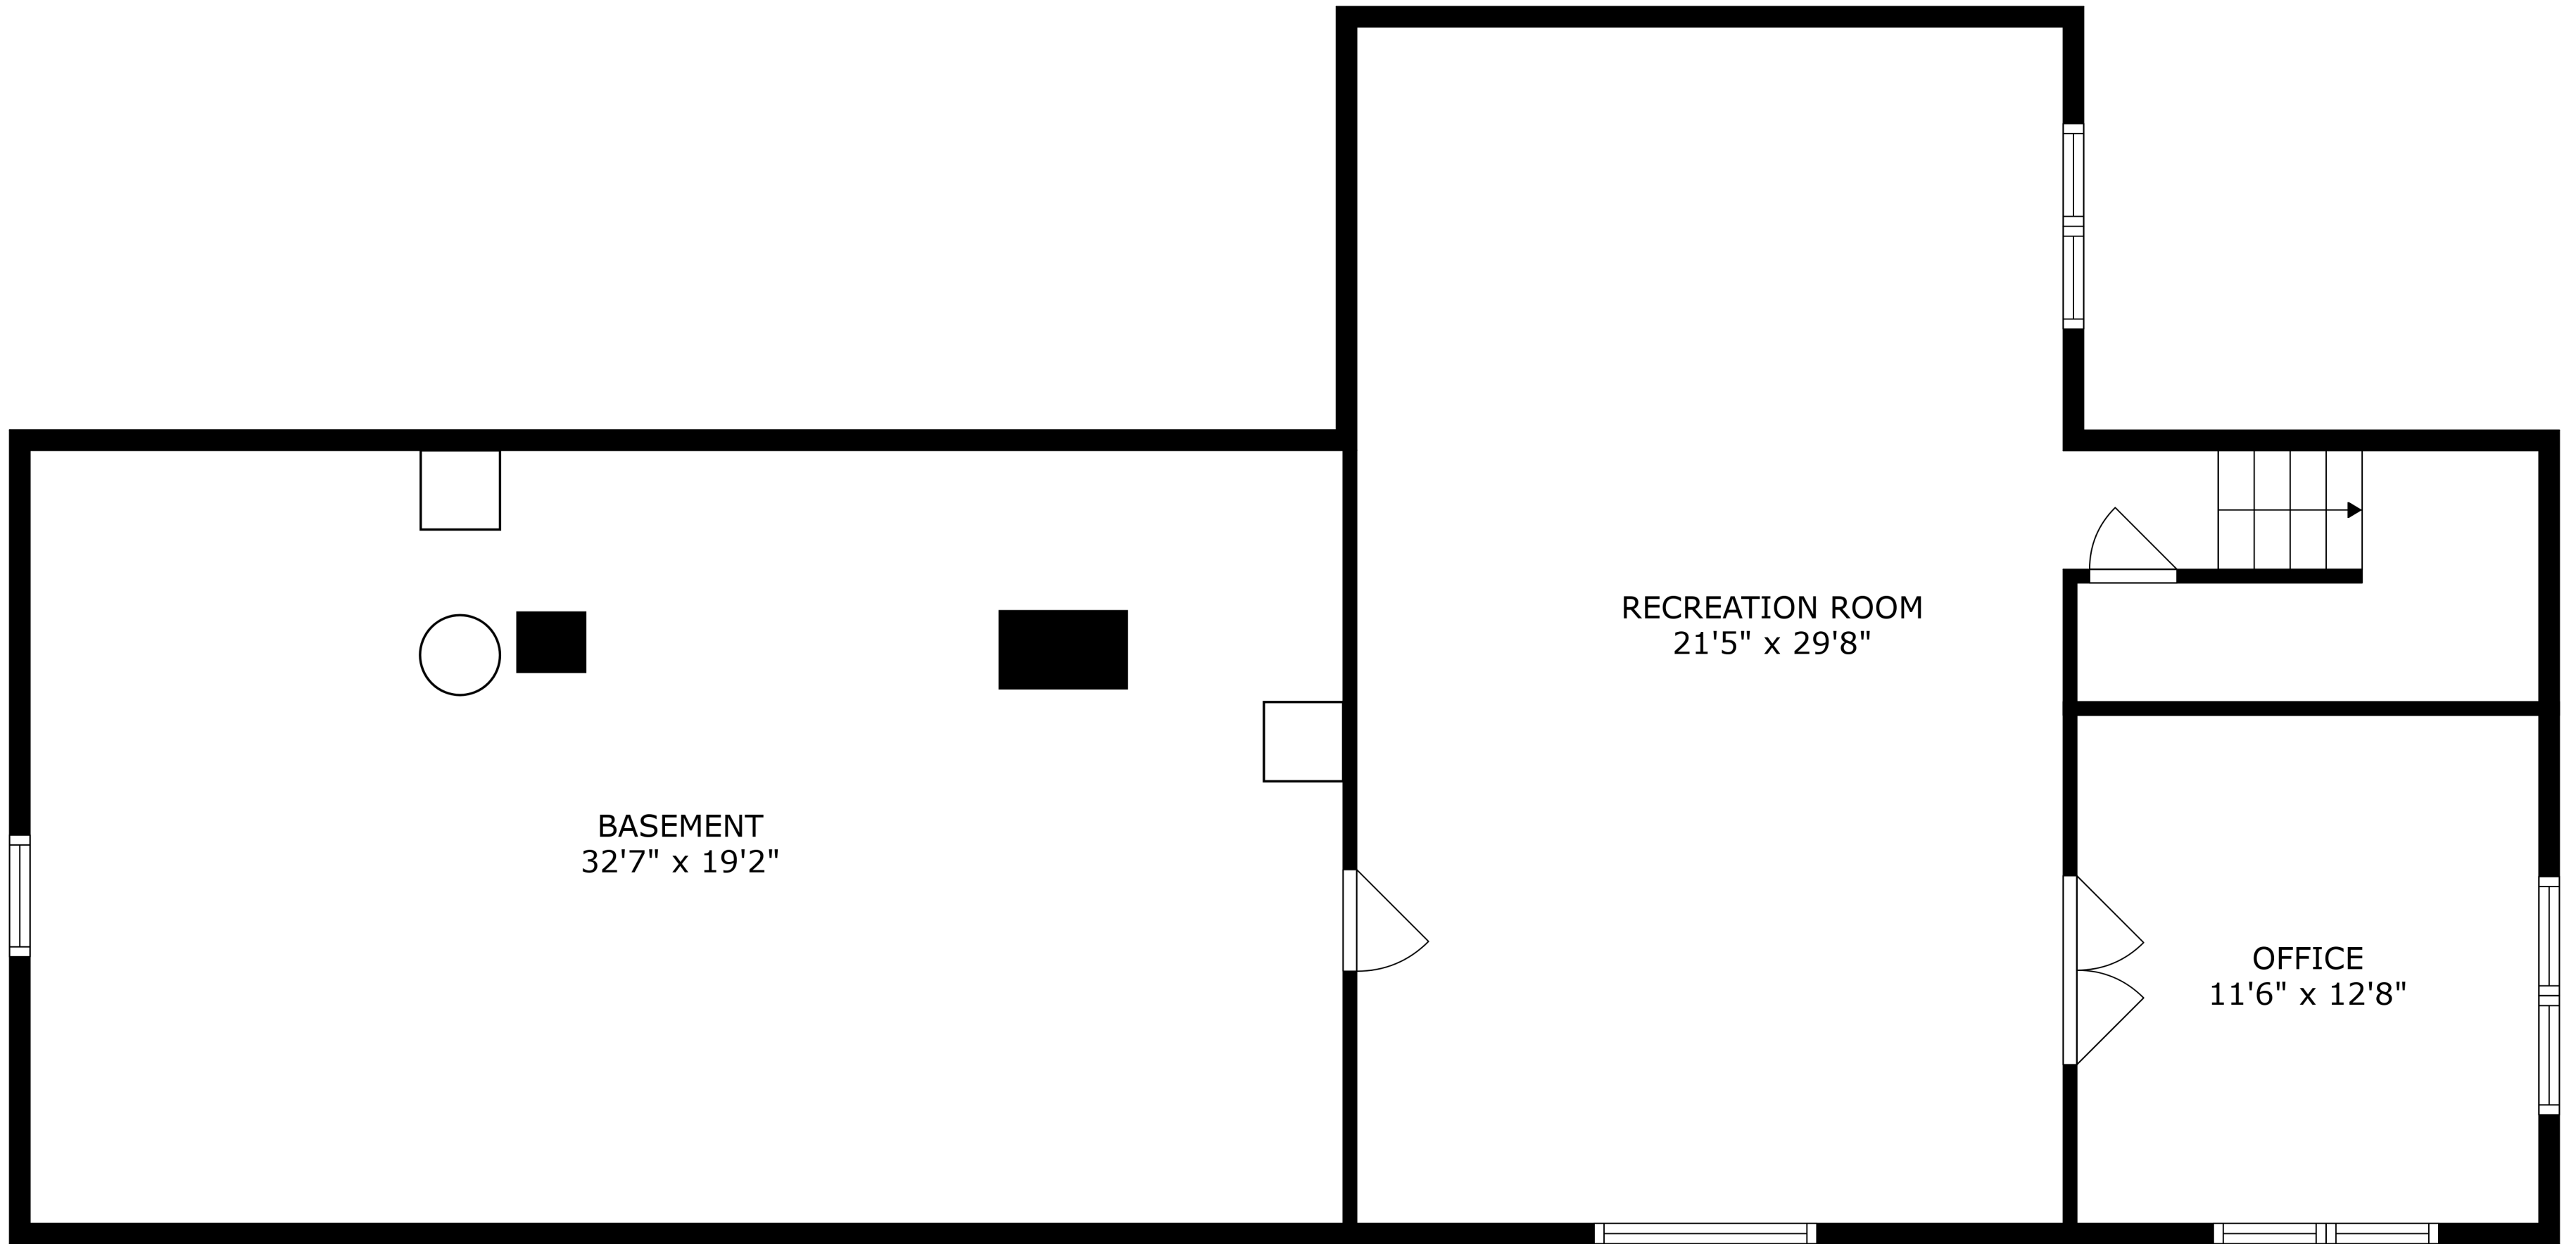 RECREATION ROOM
21'5" x 29'8"
BASEMENT
32'7" x 19'2"
OFFICE
11'6" x 12'8"